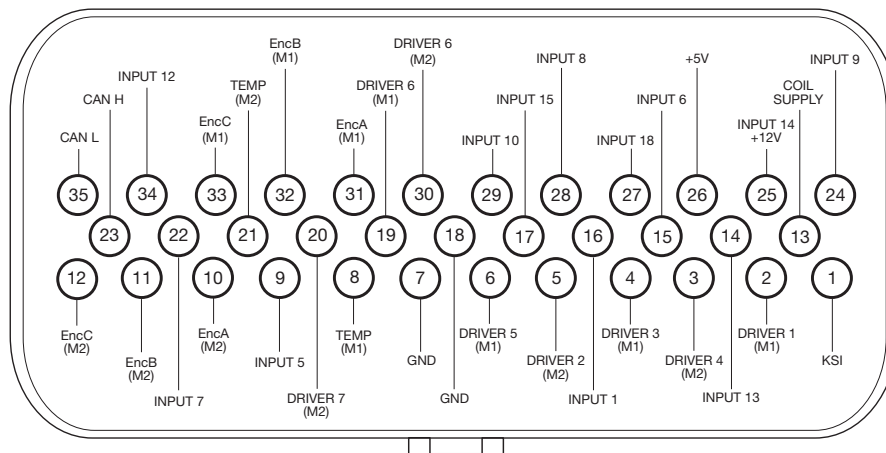 EncB
(M1)
DRIVER 6
(M2)
INPUT 12
INPUT 8
+5V
INPUT 9
CAN H
TEMP
(M2)
DRIVER 6
(M1)
INPUT 15
INPUT 6
COIL
SUPPLY
CAN L
EncC
(M1)
EncA
(M1)
INPUT 10
INPUT 18
INPUT 14
+12V
35
34
33
32
31
30
29
28
27
26
25
24
23
22
21
20
19
18
17
16
15
14
13
12
11
10
9
8
7
6
5
4
3
2
1
EncC
(M2)
EncB
(M2)
EncA
(M2)
INPUT 5
TEMP
(M1)
GND
DRIVER 5
(M1)
DRIVER 2
(M2)
DRIVER 3
(M1)
DRIVER 4
(M2)
DRIVER 1
(M1)
KSI
INPUT 7
DRIVER 7
(M2)
GND
INPUT 1
INPUT 13